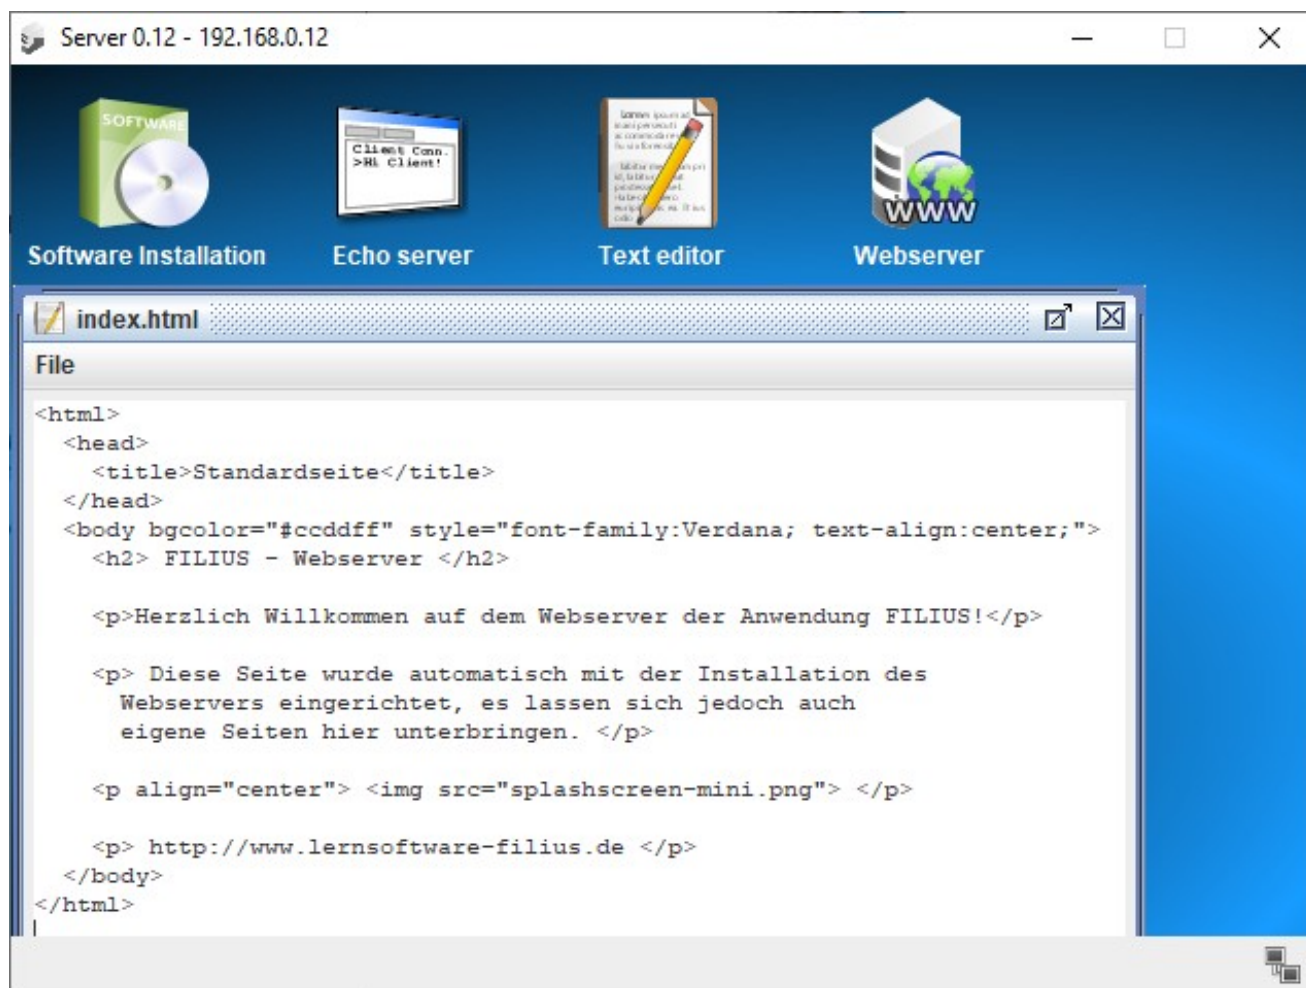 Server 0.12 - 192.168.0.12
SOFTWARE
Client Conn.
>Hi Client!
WWW
Software Installation
Echo server
Text editor
Webserver
index.html
File
<html>
  <head>
    <title>Standardseite</title>
  </head>
  <body bgcolor="#ccddff" style="font-family:Verdana; text-align:center;">
    <h2> FILIUS - Webserver </h2>
    <p>Herzlich Willkommen auf dem Webserver der Anwendung FILIUS!</p>
    <p> Diese Seite wurde automatisch mit der Installation des
      Webservers eingerichtet, es lassen sich jedoch auch
      eigene Seiten hier unterbringen. </p>
    <p align="center"> <img src="splashscreen-mini.png"> </p>
    <p> http://www.lernsoftware-filius.de </p>
  </body>
</html>